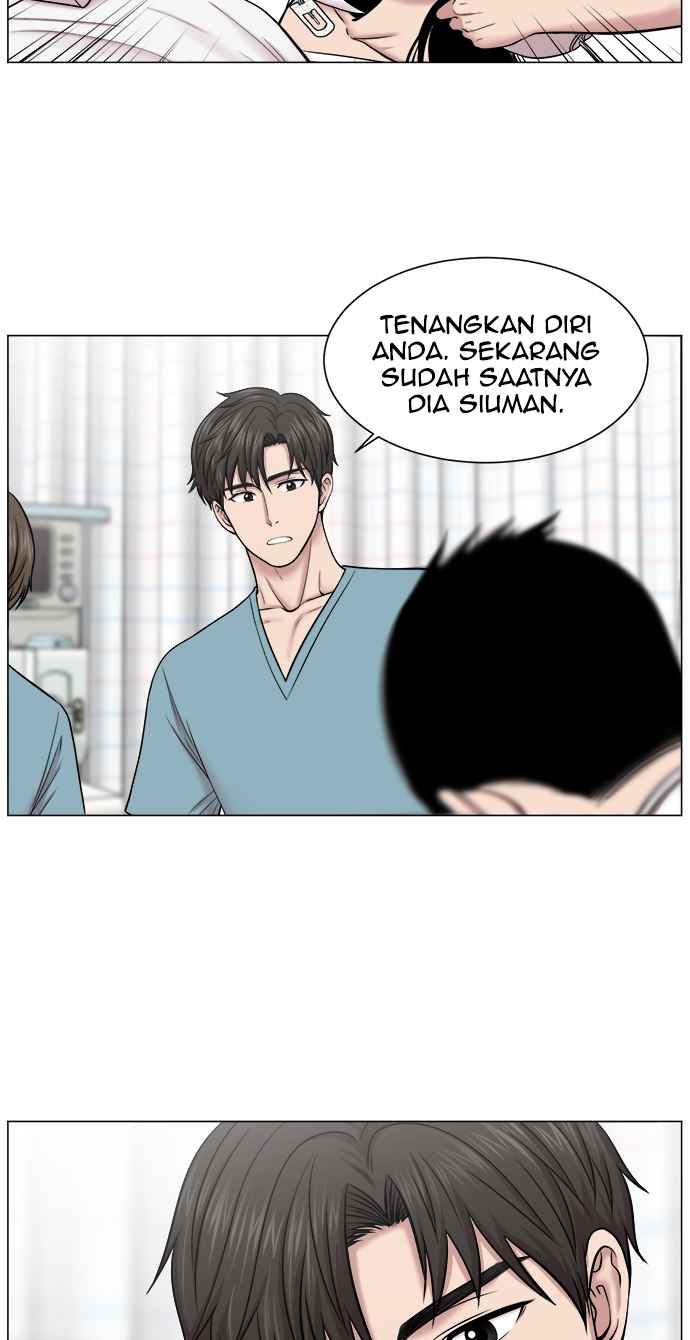 TENANGKAN DIRI
ANDA. SEKARANG
SUDAH SAATNYA
DIA SIUMAN.